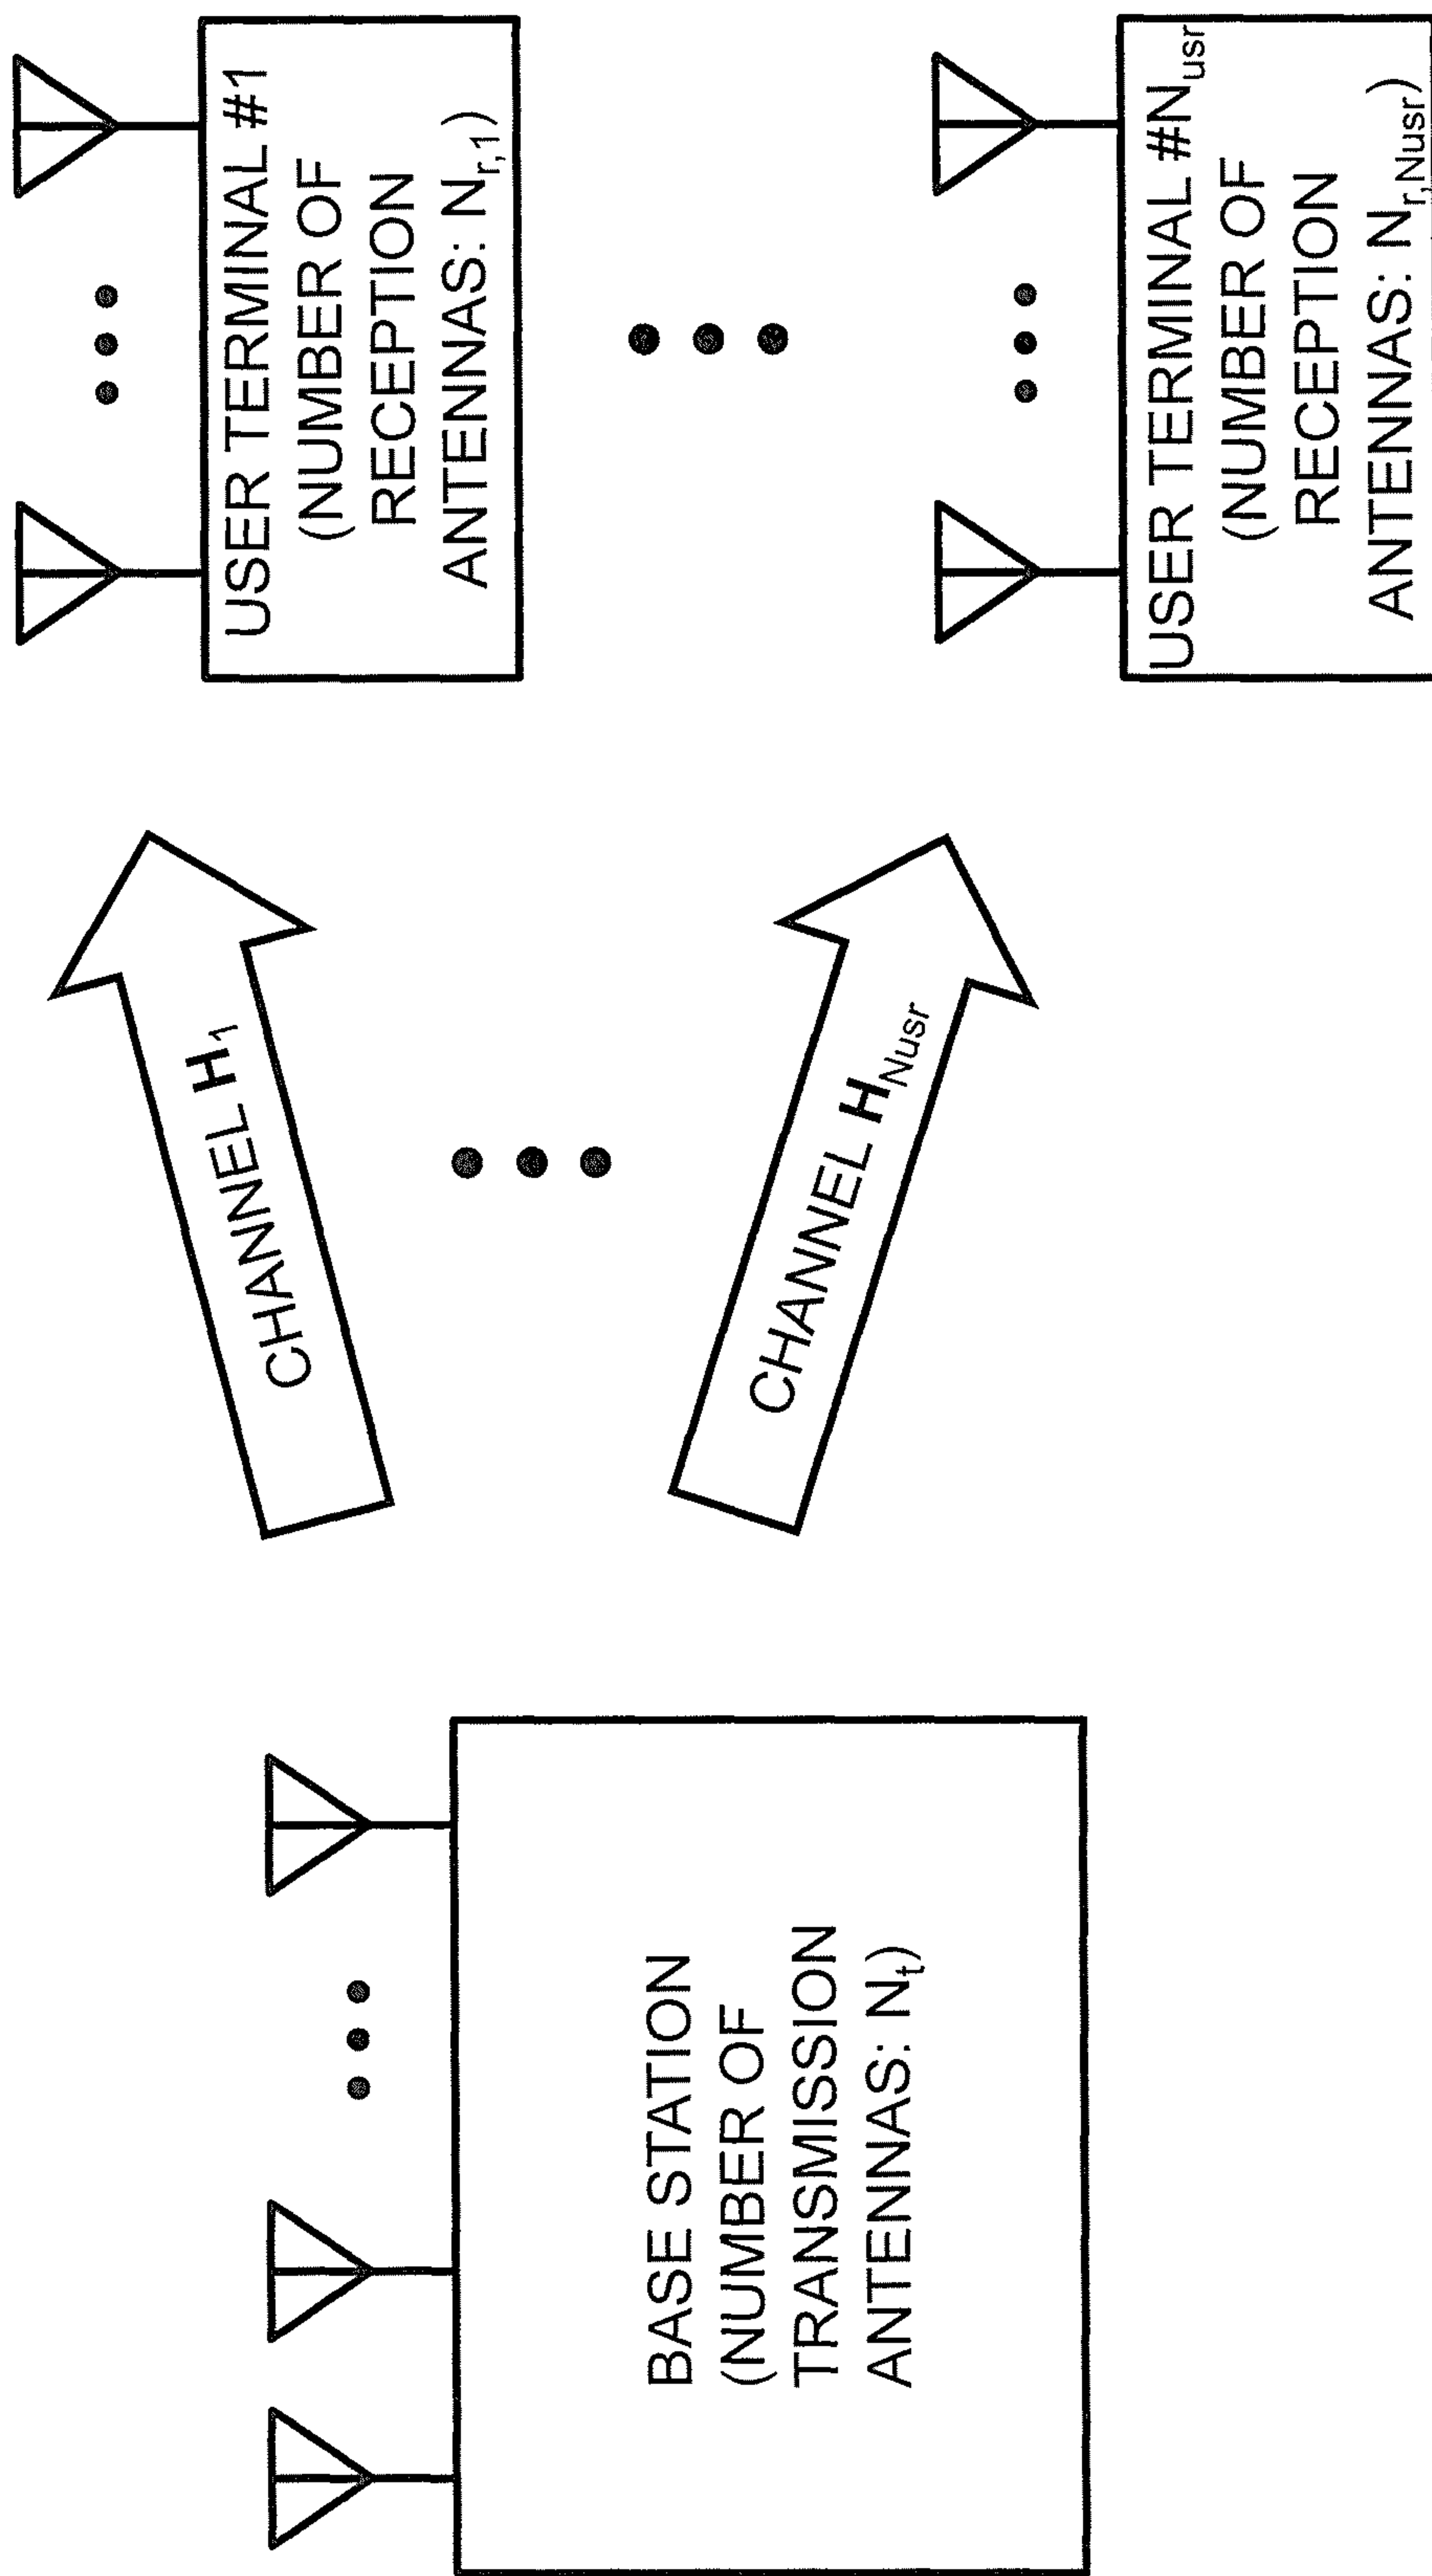 BASE STATION
(NUMBER OF
TRANSMISSION
ANTENNAS: Nt)
CHANNEL H1
CHANNEL HNusr
USER TERMINAL #1
(NUMBER OF
RECEPTION
ANTENNAS: Nr,1)
USER TERMINAL #Nusr
(NUMBER OF
RECEPTION
ANTENNAS: Nr,Nusr)